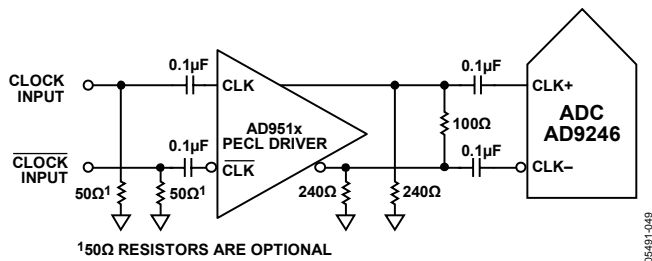 CLOCK
INPUT
0.1µF
CLK
AD951x
PECL DRIVER
0.1µF
CLK+
ADC
AD9246
100Ω
CLOCK
INPUT
0.1µF
CLK
0.1µF
CLK–
50Ω1
50Ω1
240Ω
240Ω
150Ω RESISTORS ARE OPTIONAL
05491-049